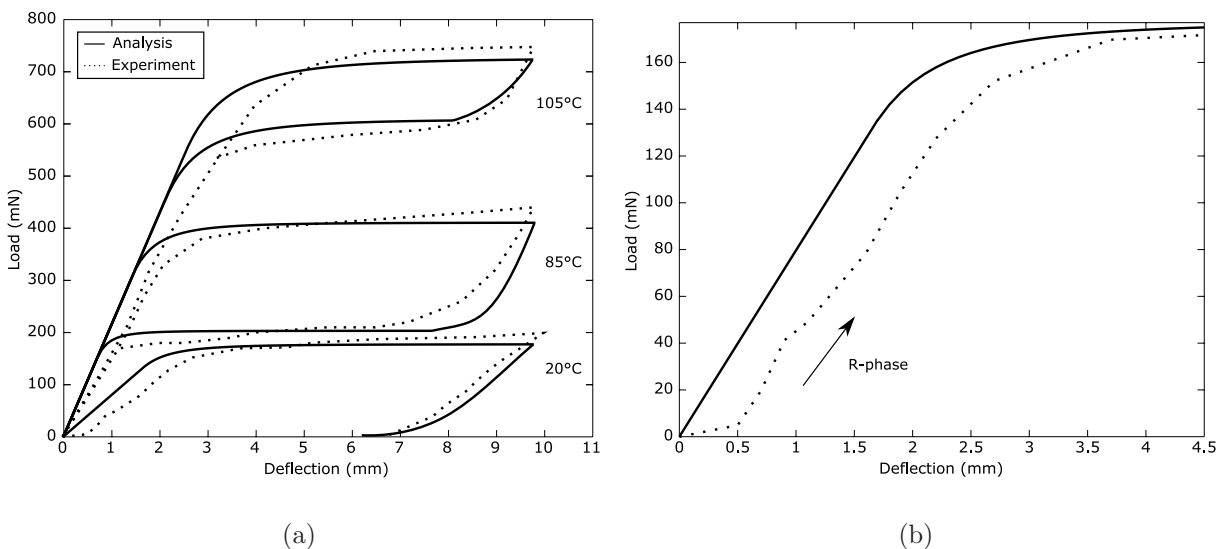 800
700
600
500
400
300
200
100
0
Load (mN)
Analysis
Experiment
105°C
85°C
20°C
0 1 2 3 4 5 6 7 8 9 10 11
Deflection (mm)
(a)
160
140
120
100
80
60
40
20
0
Load (mN)
R-phase
0 0.5 1 1.5 2 2.5 3 3.5 4 4.5
Deflection (mm)
(b)